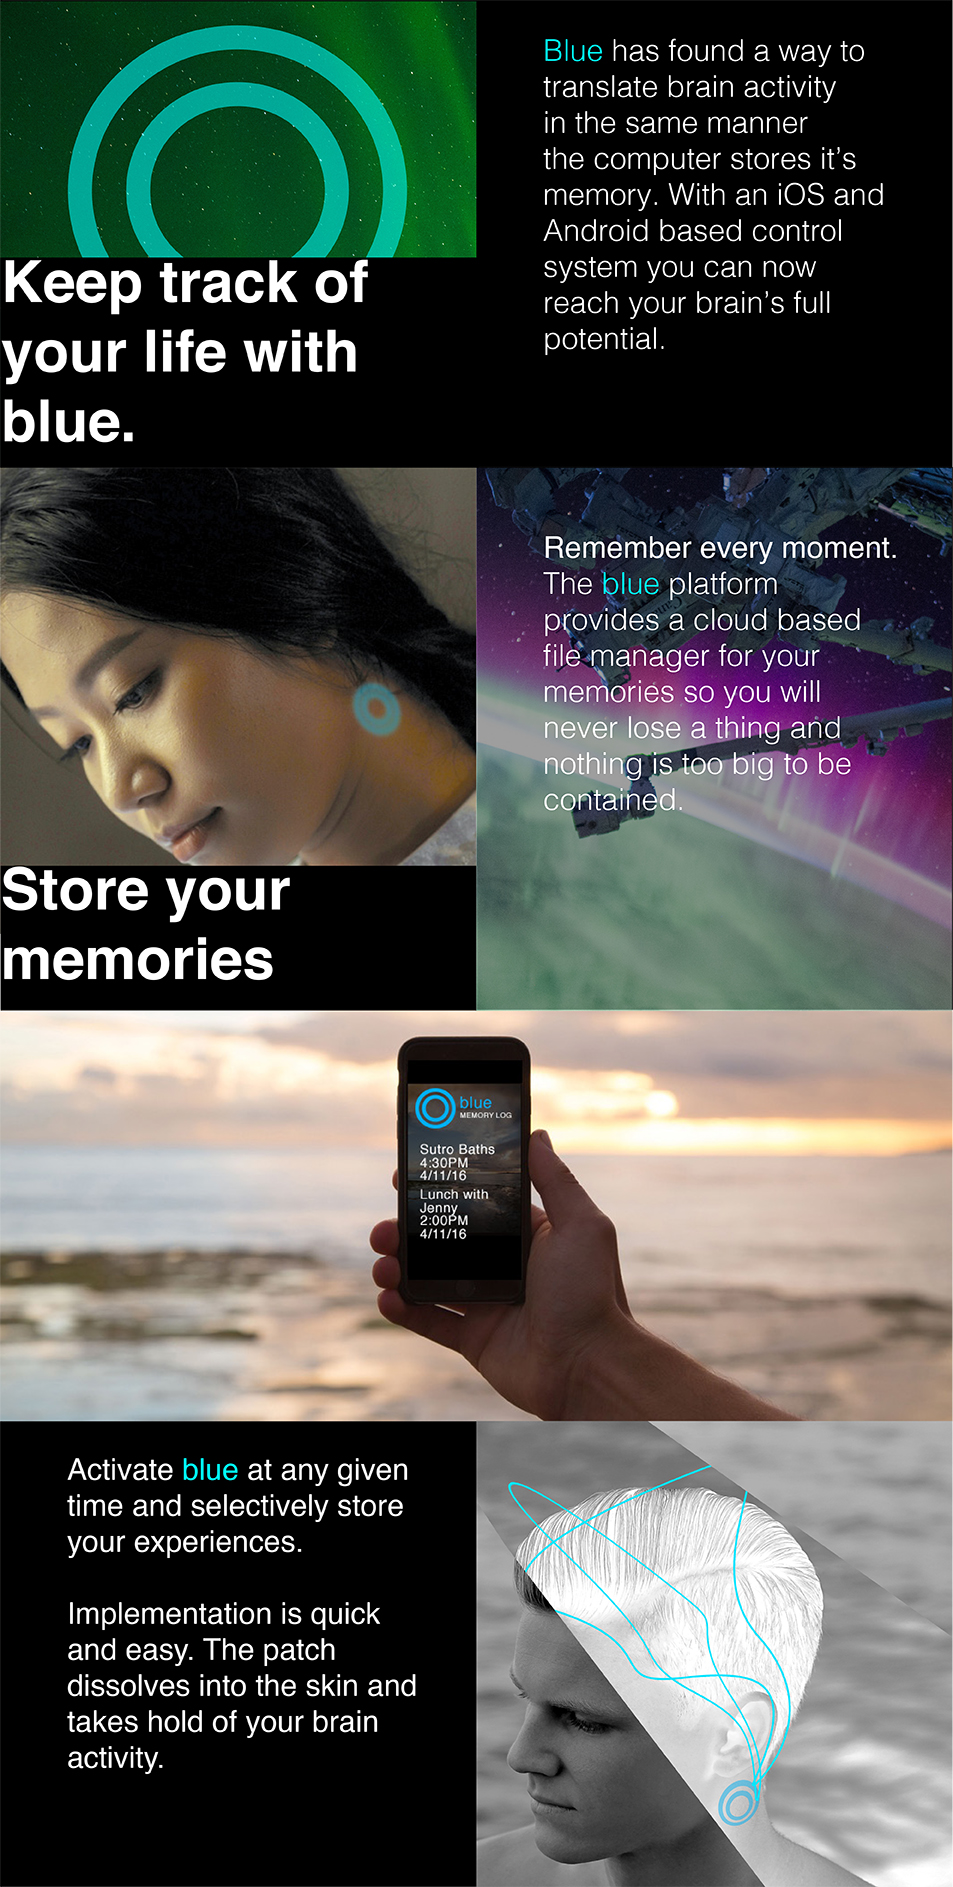 Blue has found a way to
translate brain activity
in the same manner
the computer stores it’s
memory. With an iOS and
Android based control
system you can now
reach your brain’s full
potential.
Keep track of
your life with
blue.
Remember every moment.
The blue platform
provides a cloud based
file manager for your
memories so you will
never lose a thing and
nothing is too big to be
contained.
Store your
memories
blue
MEMORY LOG
Sutro Baths
4:30PM
4/11/16
Lunch with
Jenny
2:00PM
4/11/16
Activate blue at any given
time and selectively store
your experiences.
Implementation is quick
and easy. The patch
dissolves into the skin and
takes hold of your brain
activity.